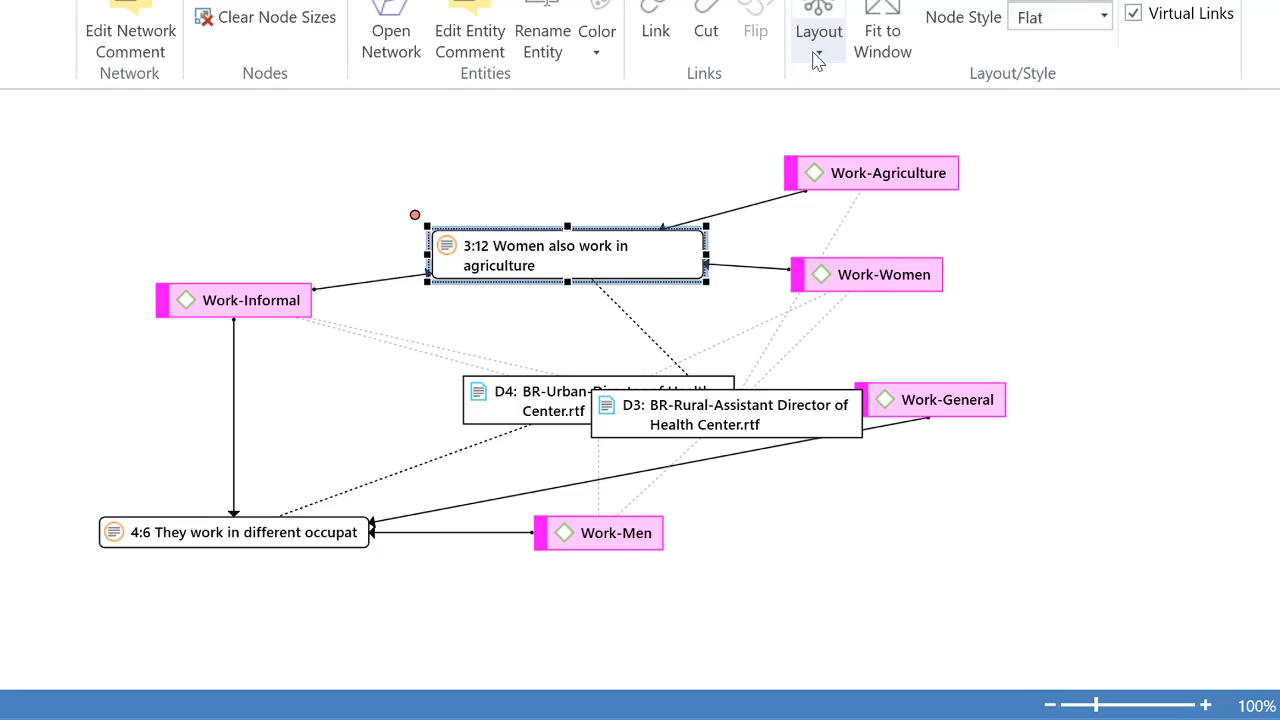 Clear Node Sizes
Edit Network
Comment
Open
Network
Edit Entity
Comment
Rename
Entity
Color
Link
Cut
Flip
Layout
Fit to
Window
Node Style
Flat
Virtual Links
Network
Nodes
Entities
Links
Layout/Style
Work-Agriculture
3:12 Women also work in
agriculture
Work-Women
Work-Informal
D4: BR-Urban-
Center.rtf
D3: BR-Rural-Assistant Director of
Health Center.rtf
Work-General
4:6 They work in different occupat
Work-Men
100%